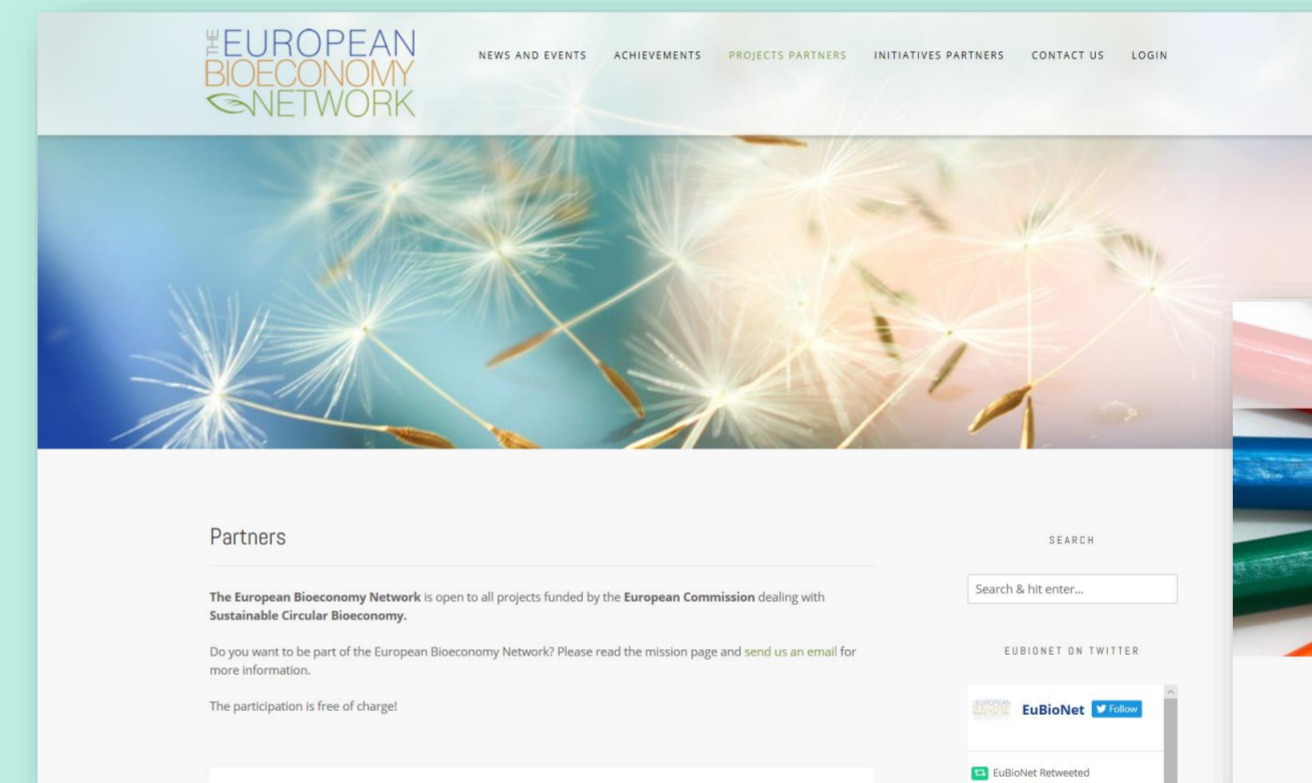 THE EUROPEAN
BIOECONOMY
NETWORK
NEWS AND EVENTS
ACHIEVEMENTS
PROJECTS PARTNERS
INITIATIVES PARTNERS
CONTACT US
LOGIN
Partners
The European Bioeconomy Network is open to all projects funded by the European Commission dealing with
Sustainable Circular Bioeconomy.
Do you want to be part of the European Bioeconomy Network? Please read the mission page and send us an email for
more information.
The participation is free of charge!
SEARCH
Search & hit enter...
EUBIONET ON TWITTER
EuBioNet
Follow
EuBioNet Retweeted